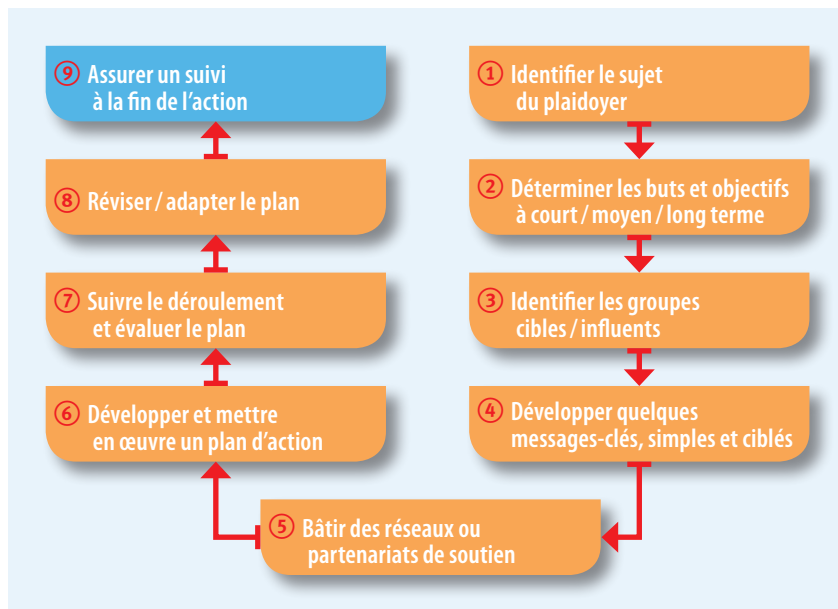 ① Identifier le sujet
du plaidoyer
② Déterminer les buts et objectifs
à court / moyen / long terme
③ Identifier les groupes
cibles / influents
④ Développer quelques
messages-clés, simples et ciblés
⑤ Bâtir des réseaux ou
partenariats de soutien
⑥ Développer et mettre
en œuvre un plan d’action
⑦ Suivre le déroulement
et évaluer le plan
⑧ Réviser / adapter le plan
⑨ Assurer un suivi
à la fin de l’action